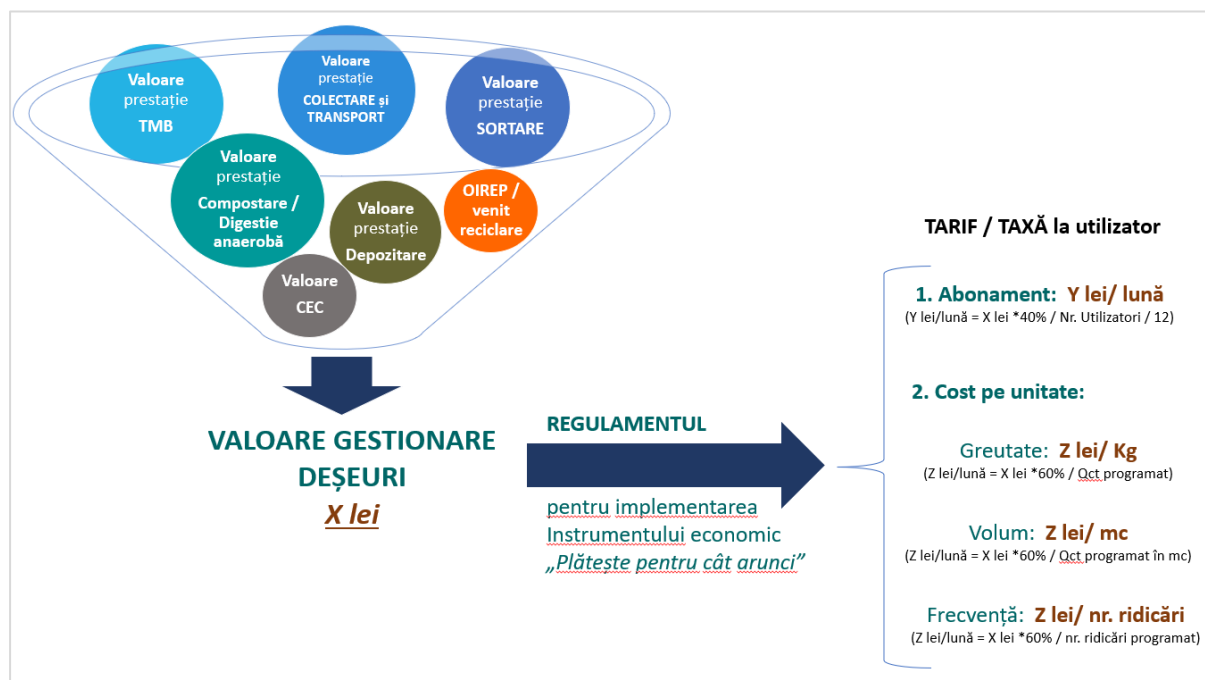 Valoare
prestație
TMB
Valoare
prestație
COLECTARE și
TRANSPORT
Valoare
prestație
SORTARE
Valoare
prestație
Compostare /
Digestie
anaerobă
Valoare
prestație
Depozitare
OIREP /
venit
reciclare
Valoare
CEC
VALOARE GESTIONARE
DEȘEURI
X lei
REGULAMENTUL
pentru implementarea
Instrumentului economic
„Plătește pentru cât arunci”
TARIF / TAXĂ la utilizator
1. Abonament: Y lei/ lună
(Y lei/lună = X lei *40% / Nr. Utilizatori / 12)
2. Cost pe unitate:
Greutate: Z lei/ Kg
(Z lei/lună = X lei *60% / Qct programat)
Volum: Z lei/ mc
(Z lei/lună = X lei *60% / Qct programat în mc)
Frecvență: Z lei/ nr. ridicări
(Z lei/lună = X lei *60% / nr. ridicări programat)